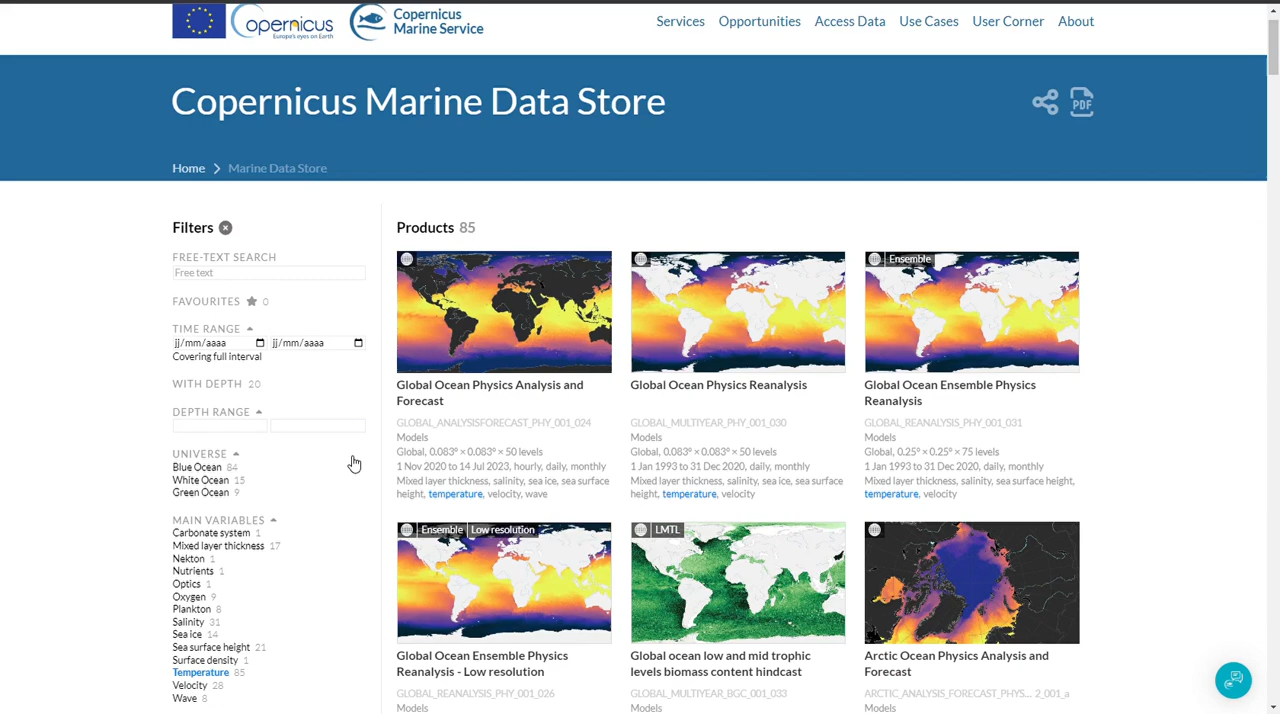 opernicus
Europe's eyes on Earth
Copernicus
Marine Service
Services Opportunities Access Data Use Cases User Corner About
Copernicus Marine Data Store
PDF
Home Marine Data Store
Filters
FREE-TEXT SEARCH
Free text
FAVOURITES 0
TIME RANGE
jj/mm/aaaa jj/mm/aaaa
Covering full interval
WITH DEPTH 20
DEPTH RANGE
UNIVERSE
Blue Ocean 84
White Ocean 15
Green Ocean 9
MAIN VARIABLES
Carbonate system 1
Mixed layer thickness 17
Nekton 1
Nutrients 1
Optics 1
Oxygen 9
Plankton 8
Salinity 31
Sea ice 14
Sea surface height 21
Surface density 1
Temperature 85
Velocity 28
Wave 8
Products 85
Global Ocean Physics Analysis and
Forecast
GLOBAL_ANALYSISFORECAST_PHY_001_024
Models
Global, 0.083° × 0.083° × 50 levels
1 Nov 2020 to 14 Jul 2023, hourly, daily, monthly
Mixed layer thickness, salinity, sea ice, sea surface
height, temperature, velocity, wave
Global Ocean Physics Reanalysis
GLOBAL_MULTIYEAR_PHY_001_030
Models
Global, 0.083° × 0.083° × 50 levels
1 Jan 1993 to 31 Dec 2020, daily, monthly
Mixed layer thickness, salinity, sea ice, sea surface
height, temperature, velocity
Ensemble
Global Ocean Ensemble Physics
Reanalysis
GLOBAL_REANALYSIS_PHY_001_031
Models
Global, 0.25° × 0.25° × 75 levels
1 Jan 1993 to 31 Dec 2020, daily, monthly
Mixed layer thickness, salinity, sea surface height,
temperature, velocity
Ensemble Low resolution
Global Ocean Ensemble Physics
Reanalysis - Low resolution
GLOBAL_REANALYSIS_PHY_001_026
Models
LMTL
Global ocean low and mid trophic
levels biomass content hindcast
GLOBAL_MULTIYEAR_BGC_001_033
Models
Arctic Ocean Physics Analysis and
Forecast
ARCTIC_ANALYSIS_FORECAST_PHYS… 2_001_a
Models